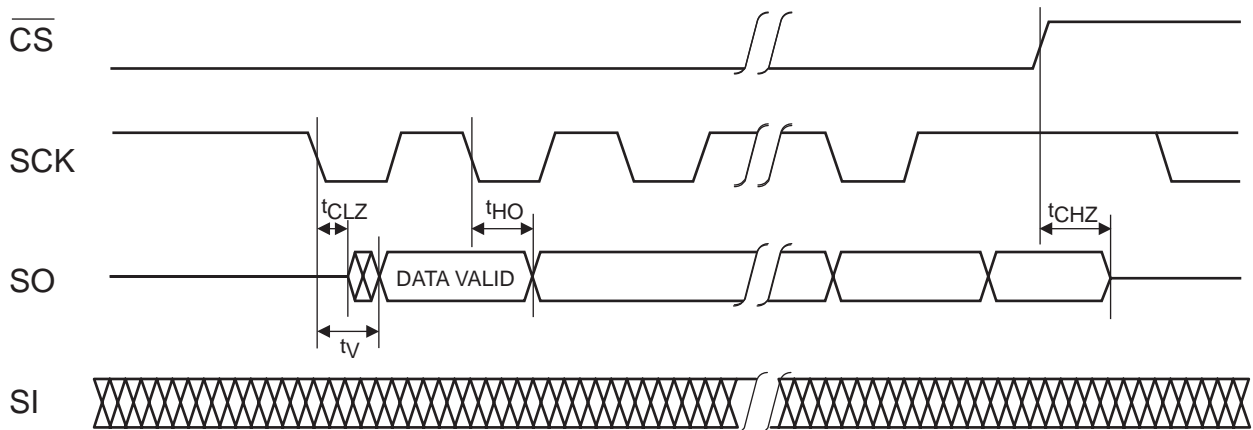 CS
SCK
tCLZ
tHO
tCHZ
SO
DATA VALID
tV
SI